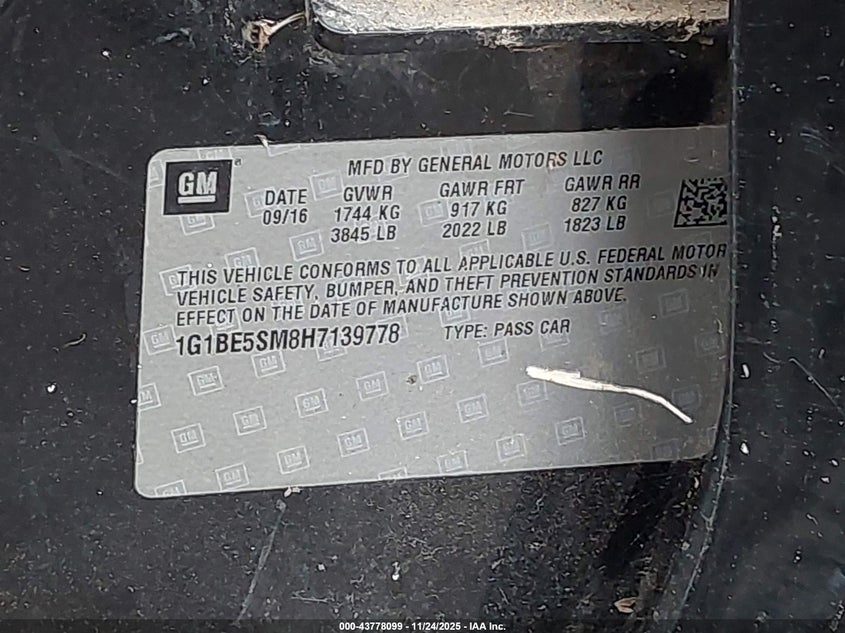 GM
MFD BY GENERAL MOTORS LLC
DATE GVWR GAWR FRT GAWR RR
09/16 1744 KG 917 KG 827 KG
3845 LB 2022 LB 1823 LB
THIS VEHICLE CONFORMS TO ALL APPLICABLE U.S. FEDERAL MOTOR
VEHICLE SAFETY, BUMPER, AND THEFT PREVENTION STANDARDS IN
EFFECT ON THE DATE OF MANUFACTURE SHOWN ABOVE.
1G1BE5SM8H7139778 TYPE: PASS CAR
000-43778099 - 11/24/2025 - IAA Inc.